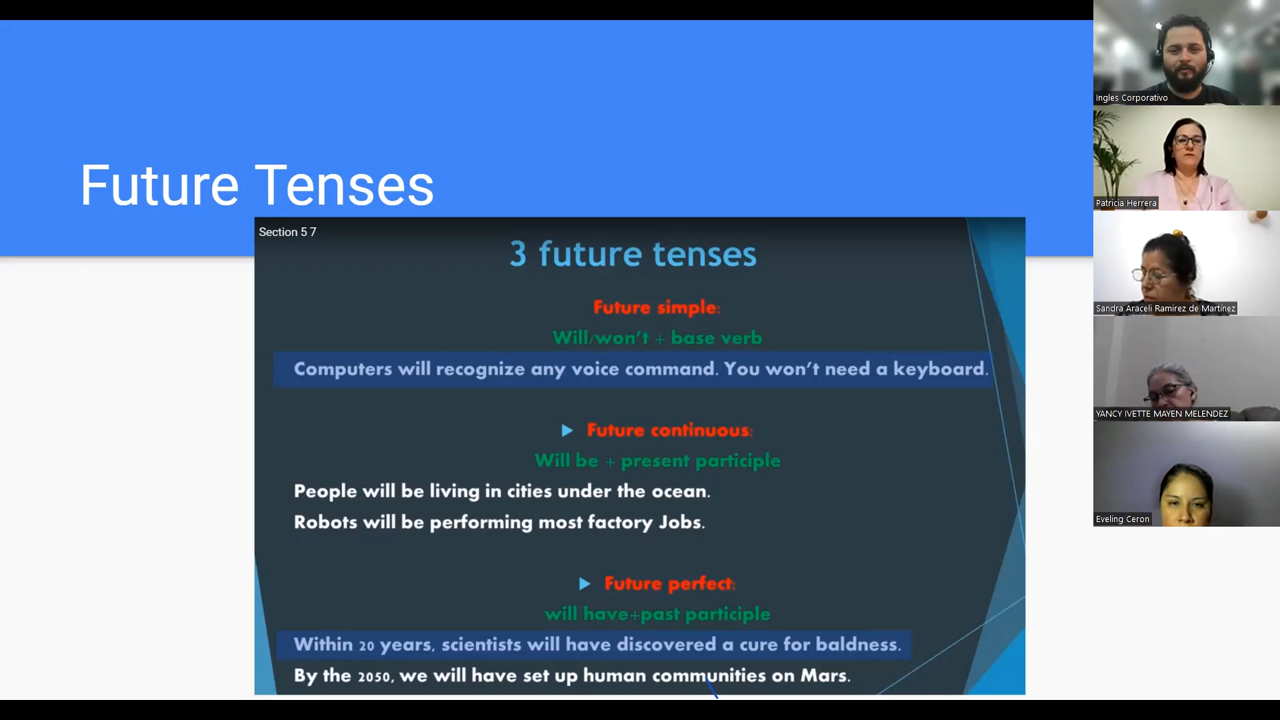 Future Tenses
Section 5 7
3 future tenses
Future simple:
Will/won't + base verb
Computers will recognize any voice command. You won't need a keyboard.
Future continuous:
Will be + present participle
People will be living in cities under the ocean.
Robots will be performing most factory Jobs.
Future perfect:
will have+past participle
Within 20 years, scientists will have discovered a cure for baldness.
By the 2050, we will have set up human communities on Mars.
Ingles Corporativo
Patricia Herrera
Sandra Araceli Ramirez de Martinez
YANCY IVETTE MAYEN MELENDEZ
Eveling Ceron